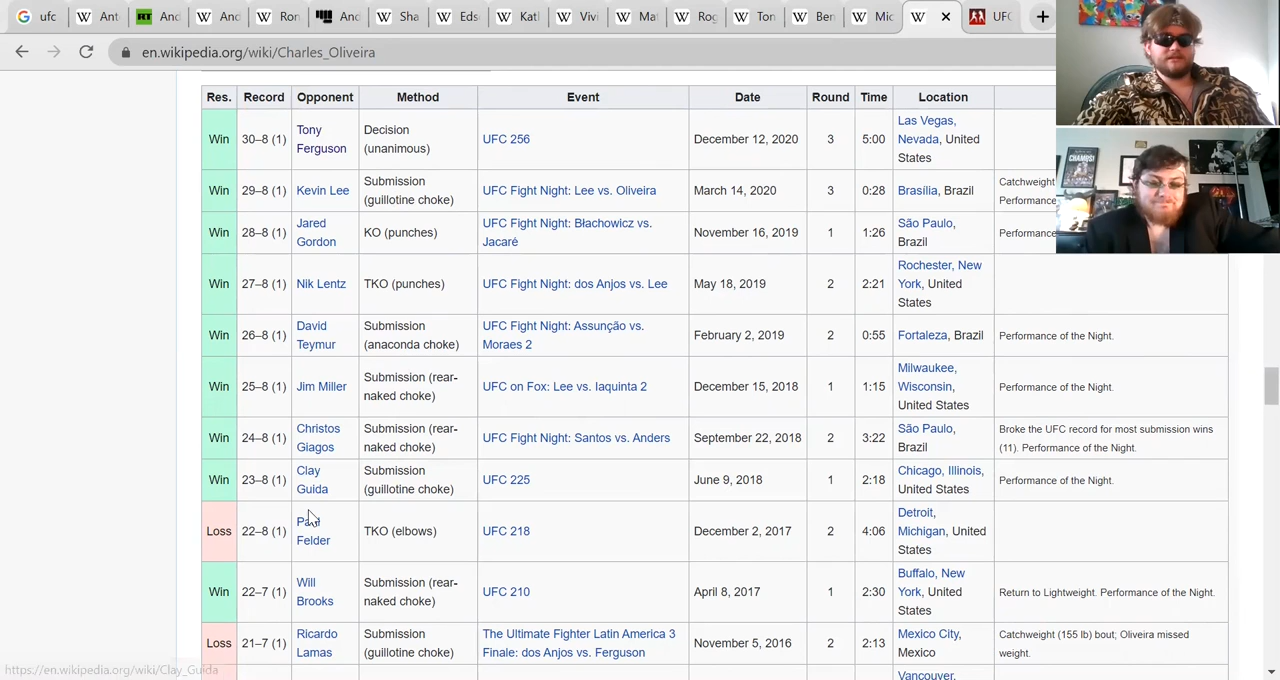 ufc Ant RT And And Ron And Sha Eds Katl Vivi Mat Rog Ton Ben Mic UFC
en.wikipedia.org/wiki/Charles_Oliveira
Res. Record Opponent Method Event Date Round Time Location
Win 30–8 (1) Tony Ferguson Decision (unanimous) UFC 256 December 12, 2020 3 5:00 Las Vegas, Nevada, United States
Win 29–8 (1) Kevin Lee Submission (guillotine choke) UFC Fight Night: Lee vs. Oliveira March 14, 2020 3 0:28 Brasília, Brazil Catchweight Performance
Win 28–8 (1) Jared Gordon KO (punches) UFC Fight Night: Błachowicz vs. Jacaré November 16, 2019 1 1:26 São Paulo, Brazil Performance
Win 27–8 (1) Nik Lentz TKO (punches) UFC Fight Night: dos Anjos vs. Lee May 18, 2019 2 2:21 Rochester, New York, United States
Win 26–8 (1) David Teymur Submission (anaconda choke) UFC Fight Night: Assunção vs. Moraes 2 February 2, 2019 2 0:55 Fortaleza, Brazil Performance of the Night.
Win 25–8 (1) Jim Miller Submission (rear-naked choke) UFC on Fox: Lee vs. Iaquinta 2 December 15, 2018 1 1:15 Milwaukee, Wisconsin, United States Performance of the Night.
Win 24–8 (1) Christos Giagos Submission (rear-naked choke) UFC Fight Night: Santos vs. Anders September 22, 2018 2 3:22 São Paulo, Brazil Broke the UFC record for most submission wins (11). Performance of the Night.
Win 23–8 (1) Clay Guida Submission (guillotine choke) UFC 225 June 9, 2018 1 2:18 Chicago, Illinois, United States Performance of the Night.
Loss 22–8 (1) Paul Felder TKO (elbows) UFC 218 December 2, 2017 2 4:06 Detroit, Michigan, United States
Win 22–7 (1) Will Brooks Submission (rear-naked choke) UFC 210 April 8, 2017 1 2:30 Buffalo, New York, United States Return to Lightweight. Performance of the Night.
Loss 21–7 (1) Ricardo Lamas Submission (guillotine choke) The Ultimate Fighter Latin America 3 Finale: dos Anjos vs. Ferguson November 5, 2016 2 2:13 Mexico City, Mexico Catchweight (155 lb) bout; Oliveira missed weight.
Vancouver,
https://en.wikipedia.org/wiki/Clay_Guida
CHAMPS!